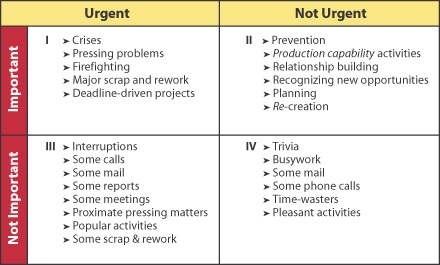 Urgent
Not Urgent
Important
I
➤ Crises
➤ Pressing problems
➤ Firefighting
➤ Major scrap and rework
➤ Deadline-driven projects
II
➤ Prevention
➤ Production capability activities
➤ Relationship building
➤ Recognizing new opportunities
➤ Planning
➤ Re-creation
Not Important
III
➤ Interruptions
➤ Some calls
➤ Some mail
➤ Some reports
➤ Some meetings
➤ Proximate pressing matters
➤ Popular activities
➤ Some scrap & rework
IV
➤ Trivia
➤ Busywork
➤ Some mail
➤ Some phone calls
➤ Time-wasters
➤ Pleasant activities